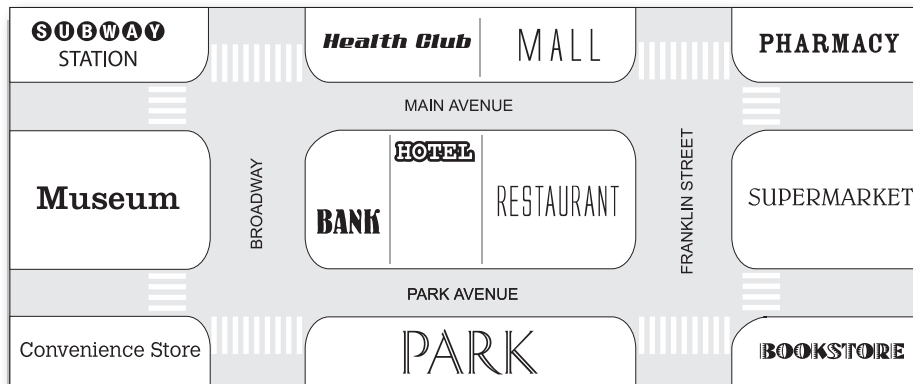 SUBWAY
STATION
Health Club
MALL
PHARMACY
MAIN AVENUE
Museum
BROADWAY
BANK
HOTEL
RESTAURANT
FRANKLIN STREET
SUPERMARKET
PARK AVENUE
Convenience Store
PARK
BOOKSTORE